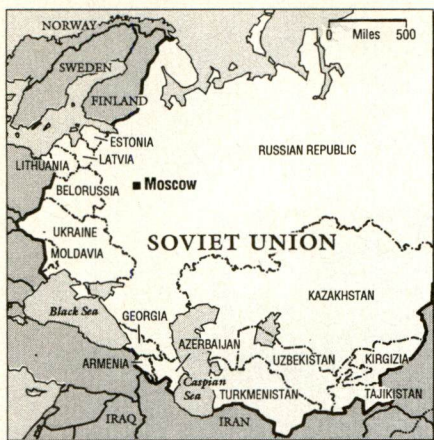 NORWAY
0 Miles 500
SWEDEN
FINLAND
ESTONIA
RUSSIAN REPUBLIC
LATVIA
LITHUANIA
BELORUSSIA
Moscow
UKRAINE
SOVIET UNION
MOLDAVIA
KAZAKHSTAN
Black Sea
GEORGIA
AZERBAIJAN
ARMENIA
UZBEKISTAN
KIRGIZIA
Caspian
Sea
TURKMENISTAN
TAJIKISTAN
IRAQ
IRAN